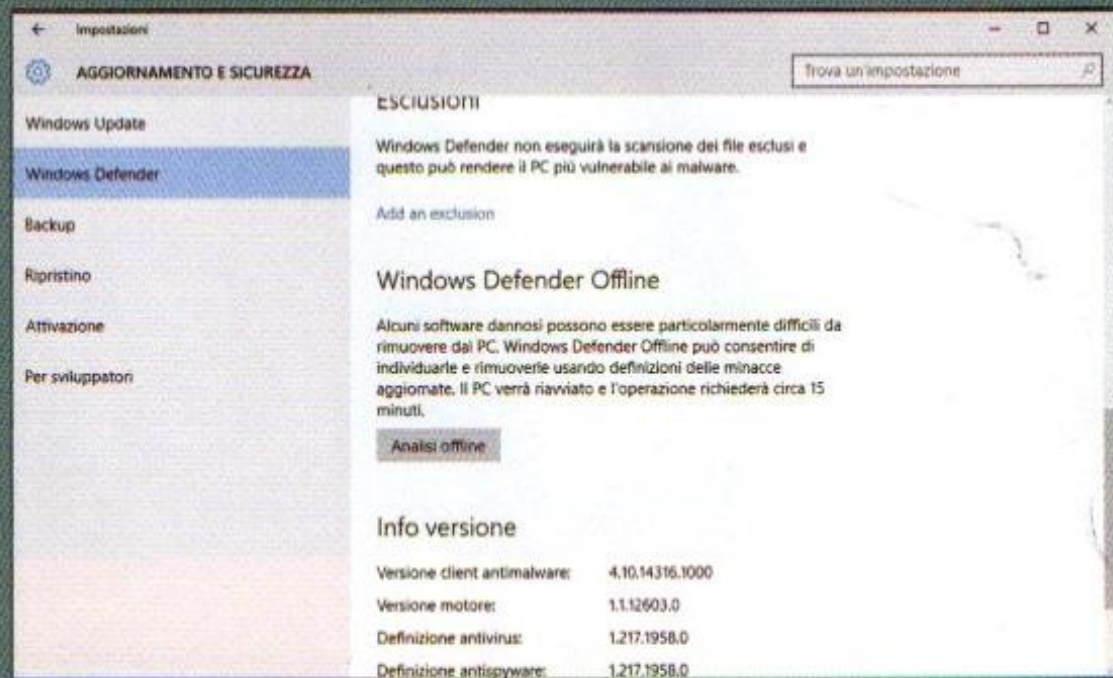 Impostazioni
AGGIORNAMENTO E SICUREZZA
Trova un'impostazione
Windows Update
Windows Defender
Backup
Ripristino
Attivazione
Per sviluppatori
Esclusioni
Windows Defender non eseguirà la scansione dei file esclusi e
questo può rendere il PC più vulnerabile ai malware.
Add an exclusion
Windows Defender Offline
Alcuni software dannosi possono essere particolarmente difficili da
rimuovere dal PC. Windows Defender Offline può consentire di
individuarle e rimuoverle usando definizioni delle minacce
aggiornate. Il PC verrà riavviato e l'operazione richiederà circa 15
minuti.
Analisi offline
Info versione
Versione client antimalware: 4.10.14316.1000
Versione motore: 1.1.12603.0
Definizione antivirus: 1.217.1958.0
Definizione antispyware: 1.217.1958.0